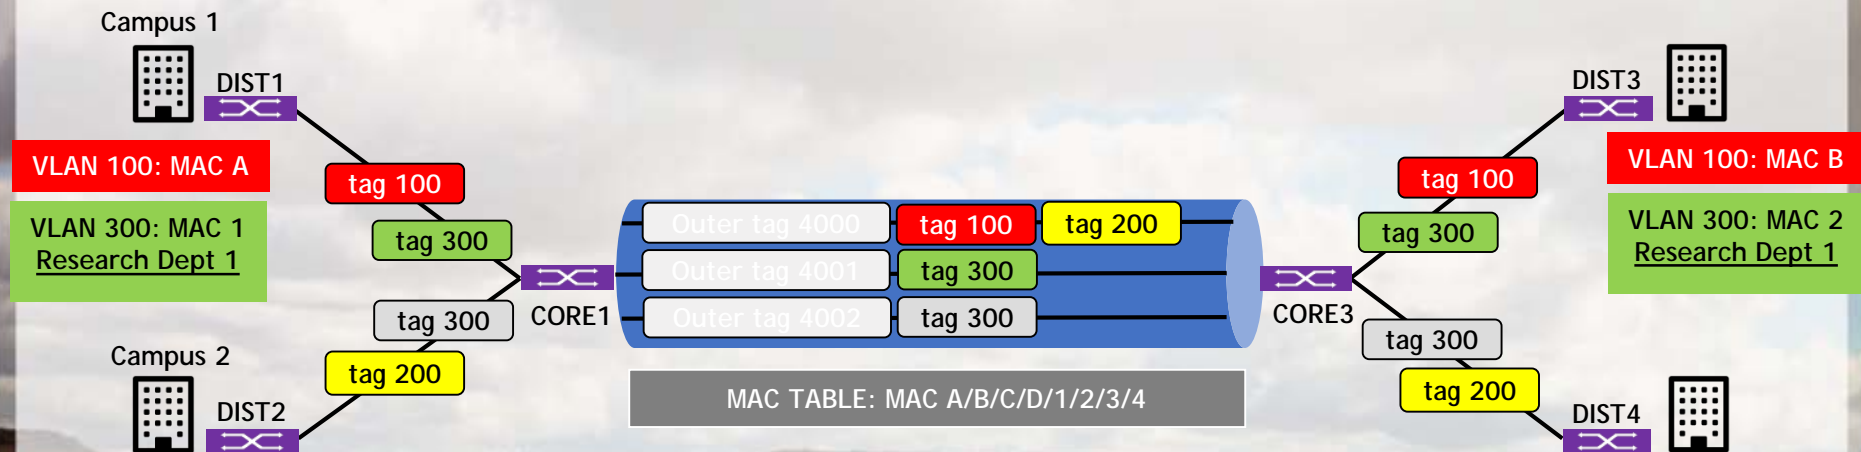 Campus 1
DIST1
VLAN 100: MAC A
VLAN 300: MAC 1
Research Dept 1
tag 100
tag 300
tag 300
tag 200
Campus 2
DIST2
CORE1
Outer tag 4000
tag 100
tag 200
Outer tag 4001
tag 300
Outer tag 4002
tag 300
MAC TABLE: MAC A/B/C/D/1/2/3/4
CORE3
tag 100
tag 300
tag 300
tag 200
DIST3
VLAN 100: MAC B
VLAN 300: MAC 2
Research Dept 1
DIST4